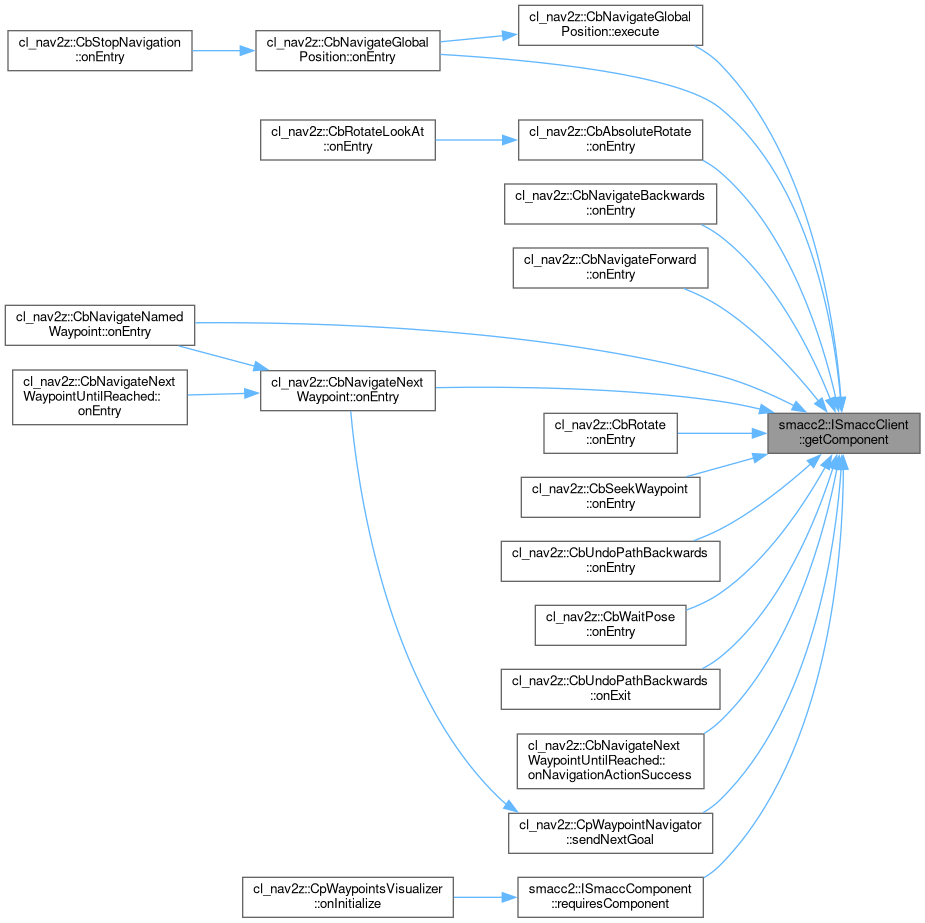 cl_nav2z::CbNavigateGlobal
Position::execute
cl_nav2z::CbStopNavigation
::onEntry
cl_nav2z::CbNavigateGlobal
Position::onEntry
cl_nav2z::CbRotateLookAt
::onEntry
cl_nav2z::CbAbsoluteRotate
::onEntry
cl_nav2z::CbNavigateBackwards
::onEntry
cl_nav2z::CbNavigateForward
::onEntry
cl_nav2z::CbNavigateNamed
Waypoint::onEntry
cl_nav2z::CbNavigateNext
WaypointUntilReached::
onEntry
cl_nav2z::CbNavigateNext
Waypoint::onEntry
cl_nav2z::CbRotate
::onEntry
smacc2::ISmaccClient
::getComponent
cl_nav2z::CbSeekWaypoint
::onEntry
cl_nav2z::CbUndoPathBackwards
::onEntry
cl_nav2z::CbWaitPose
::onEntry
cl_nav2z::CbUndoPathBackwards
::onExit
cl_nav2z::CbNavigateNext
WaypointUntilReached::
onNavigationActionSuccess
cl_nav2z::CpWaypointNavigator
::sendNextGoal
cl_nav2z::CpWaypointsVisualizer
::onInitialize
smacc2::ISmaccComponent
::requiresComponent